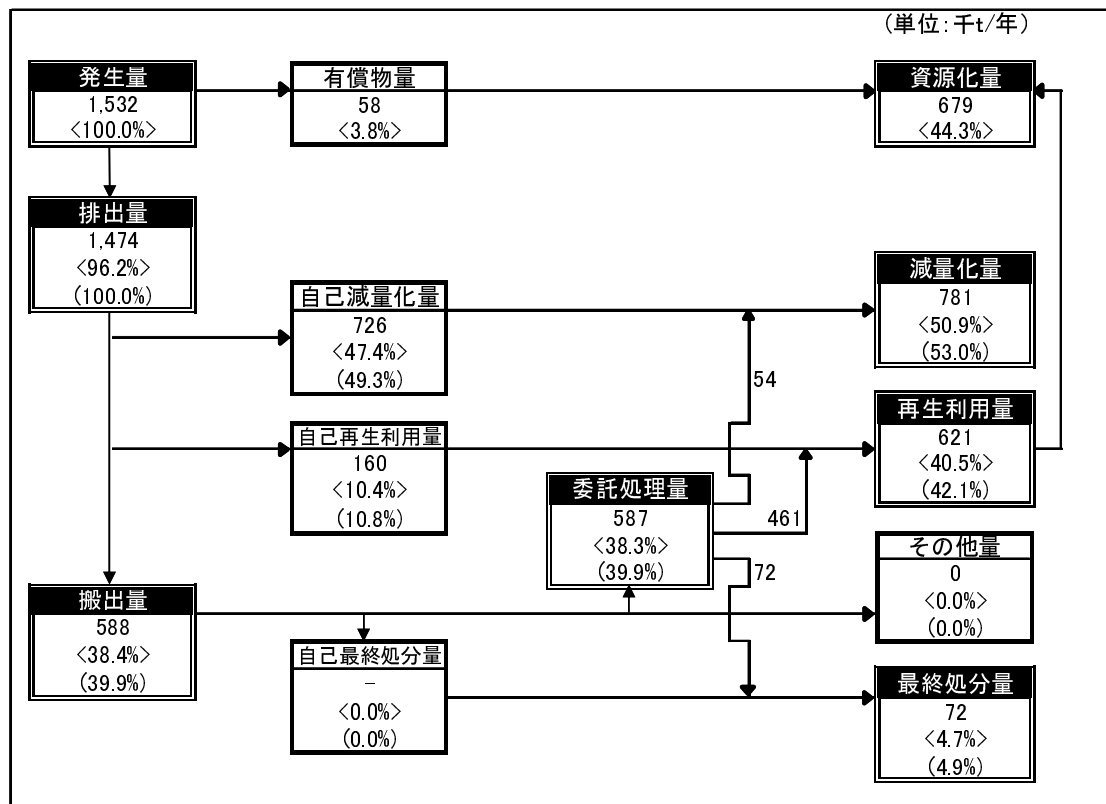 (単位：千t/年)
発生量
1,532
<100.0%>
有償物量
58
<3.8%>
資源化量
679
<44.3%>
排出量
1,474
<96.2%>
(100.0%)
自己減量化量
726
<47.4%>
(49.3%)
減量化量
781
<50.9%>
(53.0%)
54
自己再生利用量
160
<10.4%>
(10.8%)
再生利用量
621
<40.5%>
(42.1%)
委託処理量
587
<38.3%>
(39.9%)
461
72
その他量
0
<0.0%>
(0.0%)
搬出量
588
<38.4%>
(39.9%)
自己最終処分量
－
<0.0%>
(0.0%)
最終処分量
72
<4.7%>
(4.9%)